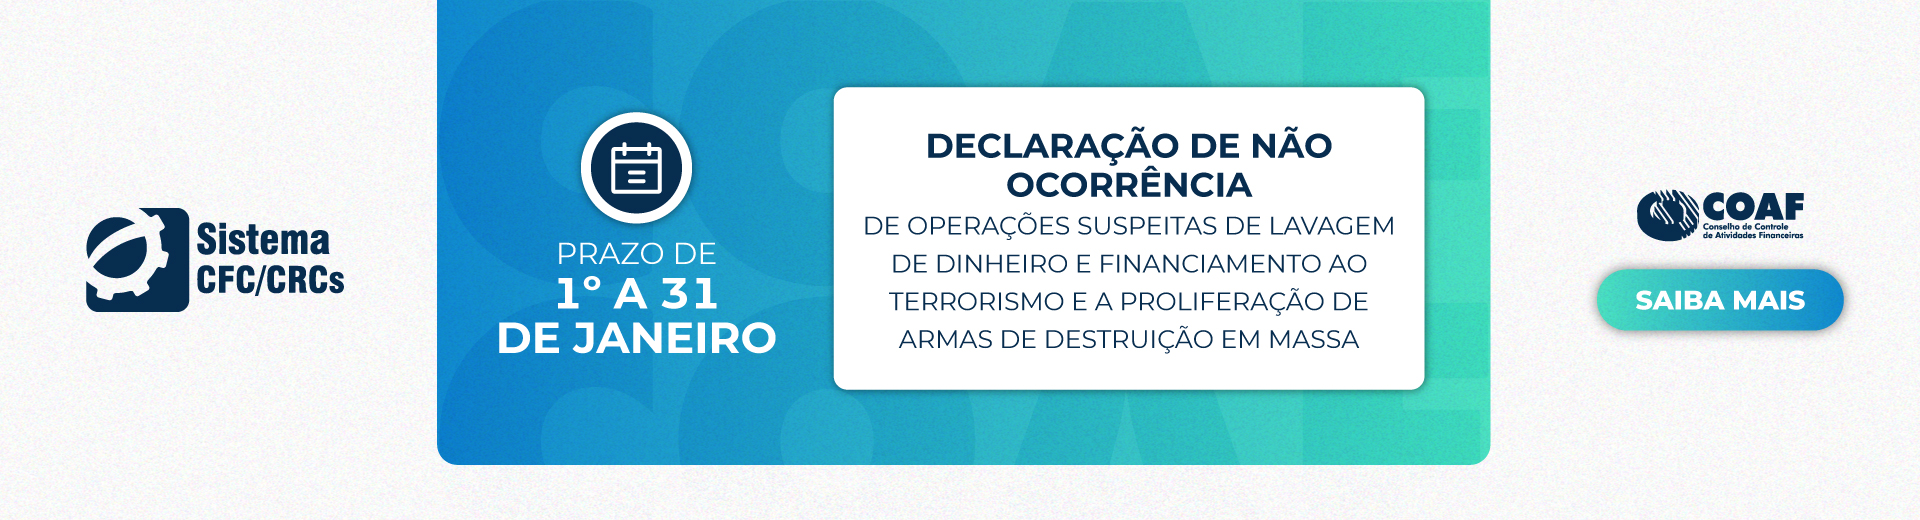 Sistema
CFC/CRCs
PRAZO DE
1º A 31
DE JANEIRO
DECLARAÇÃO DE NÃO
OCORRÊNCIA
DE OPERAÇÕES SUSPEITAS DE LAVAGEM
DE DINHEIRO E FINANCIAMENTO AO
TERRORISMO E A PROLIFERAÇÃO DE
ARMAS DE DESTRUIÇÃO EM MASSA
COAF
Conselho de Controle
de Atividades Financeiras
SAIBA MAIS